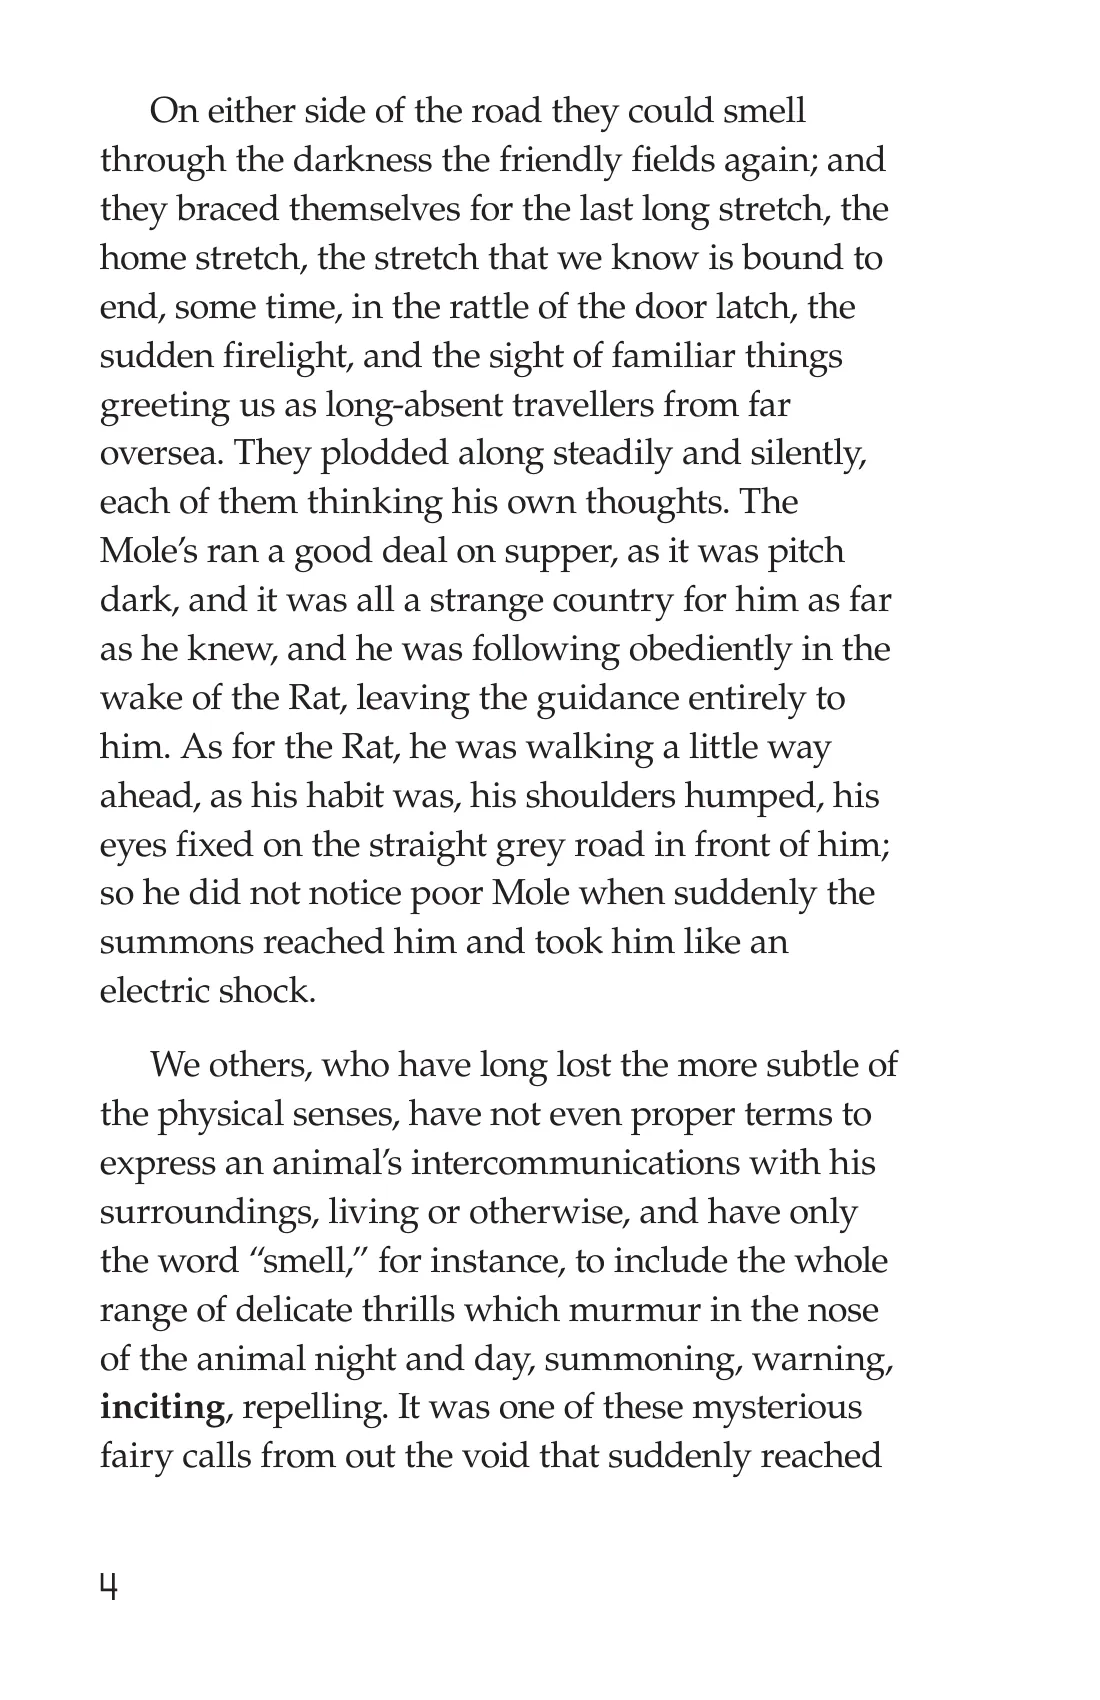 On either side of the road they could smell
through the darkness the friendly fields again; and
they braced themselves for the last long stretch, the
home stretch, the stretch that we know is bound to
end, some time, in the rattle of the door latch, the
sudden firelight, and the sight of familiar things
greeting us as long-absent travellers from far
oversea. They plodded along steadily and silently,
each of them thinking his own thoughts. The
Mole’s ran a good deal on supper, as it was pitch
dark, and it was all a strange country for him as far
as he knew, and he was following obediently in the
wake of the Rat, leaving the guidance entirely to
him. As for the Rat, he was walking a little way
ahead, as his habit was, his shoulders humped, his
eyes fixed on the straight grey road in front of him;
so he did not notice poor Mole when suddenly the
summons reached him and took him like an
electric shock.
We others, who have long lost the more subtle of
the physical senses, have not even proper terms to
express an animal’s intercommunications with his
surroundings, living or otherwise, and have only
the word “smell,” for instance, to include the whole
range of delicate thrills which murmur in the nose
of the animal night and day, summoning, warning,
inciting, repelling. It was one of these mysterious
fairy calls from out the void that suddenly reached
4